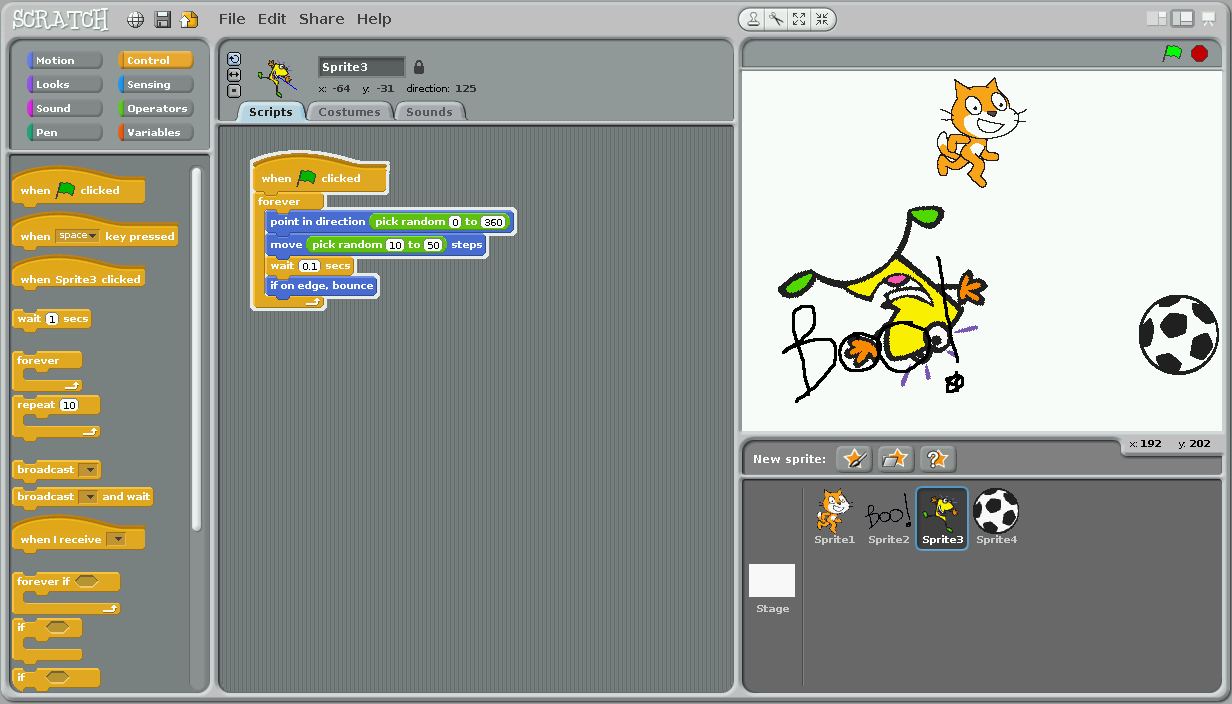 SCRATCH File Edit Share Help
Motion Control
Looks Sensing
Sound Operators
Pen Variables
when clicked
when space key pressed
when Sprite3 clicked
wait 1 secs
forever
repeat 10
broadcast
broadcast and wait
when I receive
forever if
if
if
Sprite3
x: -64 y: -31 direction: 125
Scripts Costumes Sounds
when clicked
forever
point in direction pick random 0 to 360
move pick random 10 to 50 steps
wait 0.1 secs
if on edge, bounce
Boo!
x: 192 y: 202
New sprite:
Boo!
Sprite1 Sprite2 Sprite3 Sprite4
Stage